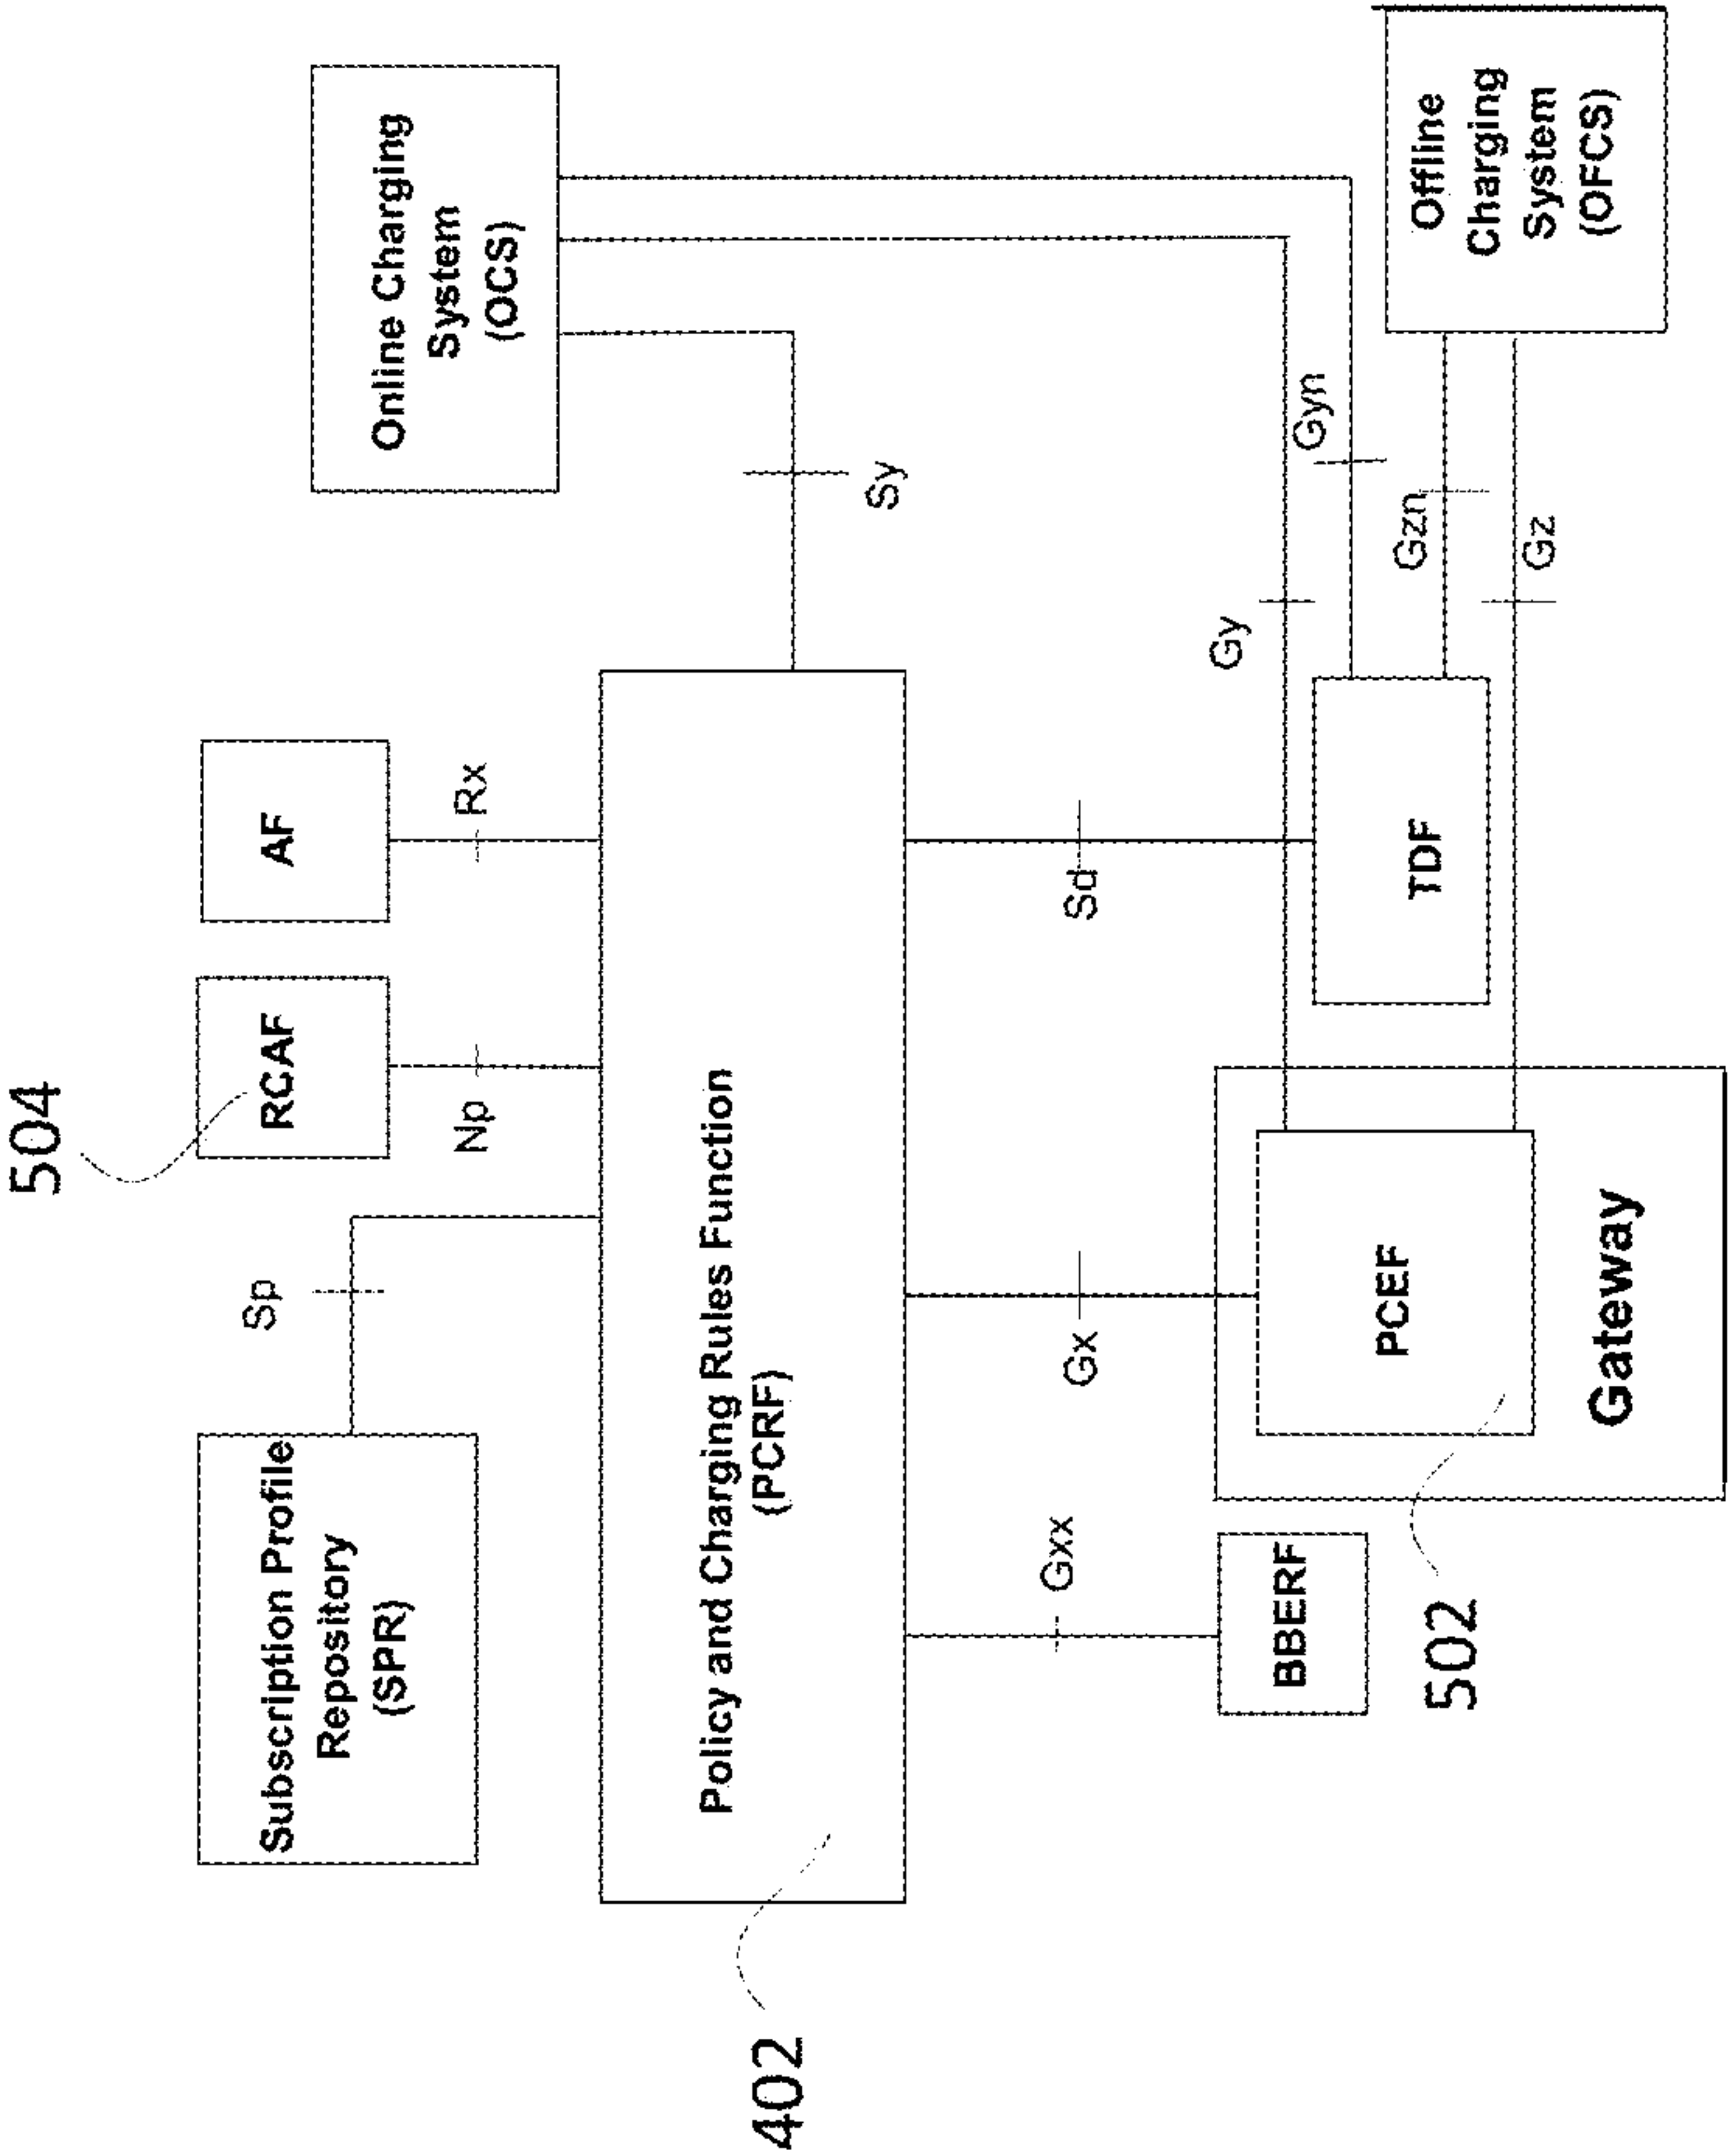 504
Subscription Profile
Repository
(SPR)
Sp
RCAF
Np
AF
Rx
Online Charging
System
(OCS)
Policy and Charging Rules Function
(PCRF)
402
Sy
Gxx
Gx
Sd
Gy
Gyn
Gzn
Gz
BBERF
PCEF
Gateway
502
TDF
Offline
Charging
System
(OFCS)